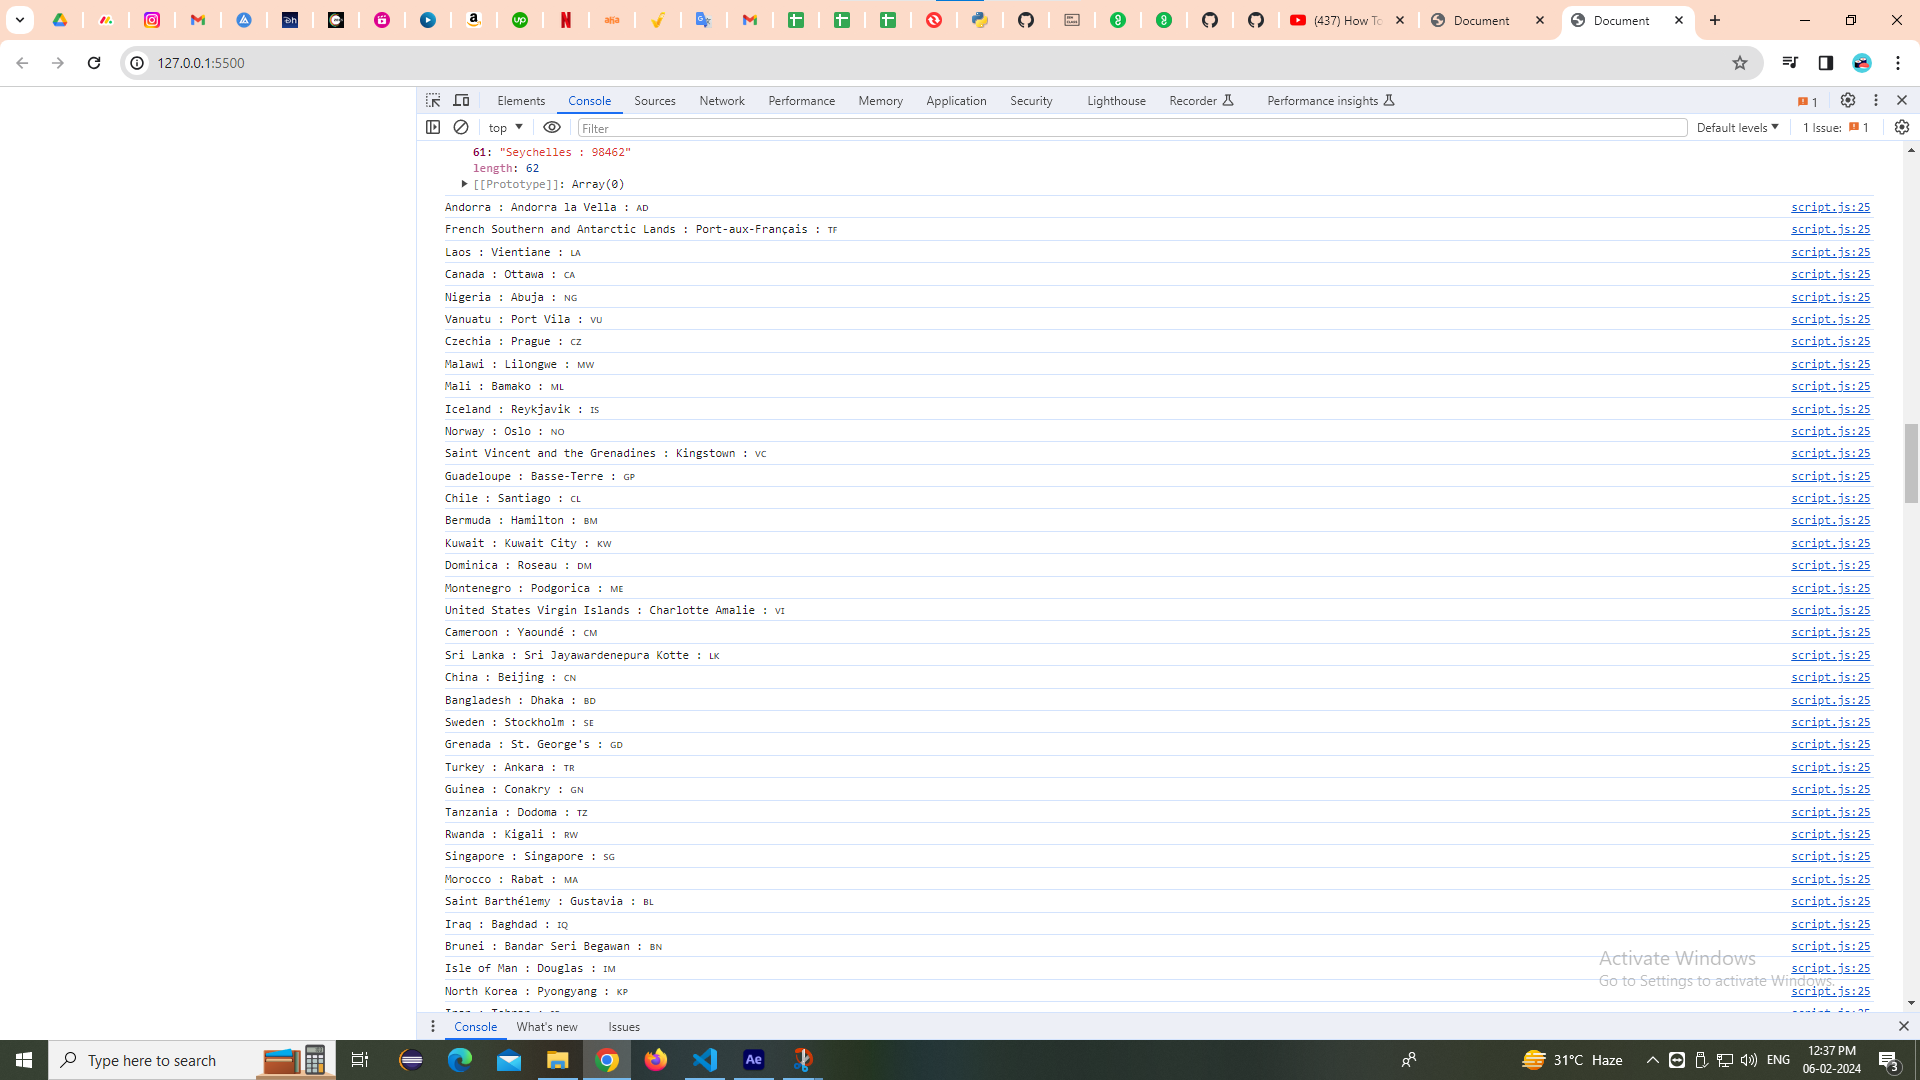 (437) How To
Document
Document
127.0.0.1:5500
Elements Console Sources Network Performance Memory Application Security Lighthouse Recorder Performance insights 1
top Filter Default levels 1 Issue: 1
61: "Seychelles : 98462"
length: 62
[[Prototype]]: Array(0)
Andorra : Andorra la Vella : AD script.js:25
French Southern and Antarctic Lands : Port-aux-Français : TF script.js:25
Laos : Vientiane : LA script.js:25
Canada : Ottawa : CA script.js:25
Nigeria : Abuja : NG script.js:25
Vanuatu : Port Vila : VU script.js:25
Czechia : Prague : CZ script.js:25
Malawi : Lilongwe : MW script.js:25
Mali : Bamako : ML script.js:25
Iceland : Reykjavik : IS script.js:25
Norway : Oslo : NO script.js:25
Saint Vincent and the Grenadines : Kingstown : VC script.js:25
Guadeloupe : Basse-Terre : GP script.js:25
Chile : Santiago : CL script.js:25
Bermuda : Hamilton : BM script.js:25
Kuwait : Kuwait City : KW script.js:25
Dominica : Roseau : DM script.js:25
Montenegro : Podgorica : ME script.js:25
United States Virgin Islands : Charlotte Amalie : VI script.js:25
Cameroon : Yaoundé : CM script.js:25
Sri Lanka : Sri Jayawardenepura Kotte : LK script.js:25
China : Beijing : CN script.js:25
Bangladesh : Dhaka : BD script.js:25
Sweden : Stockholm : SE script.js:25
Grenada : St. George's : GD script.js:25
Turkey : Ankara : TR script.js:25
Guinea : Conakry : GN script.js:25
Tanzania : Dodoma : TZ script.js:25
Rwanda : Kigali : RW script.js:25
Singapore : Singapore : SG script.js:25
Morocco : Rabat : MA script.js:25
Saint Barthélemy : Gustavia : BL script.js:25
Iraq : Baghdad : IQ script.js:25
Brunei : Bandar Seri Begawan : BN script.js:25
Isle of Man : Douglas : IM script.js:25
North Korea : Pyongyang : KP script.js:25
Activate Windows
Go to Settings to activate Windows.
Console What's new Issues
Type here to search
31°C Haze
ENG
12:37 PM
06-02-2024
3